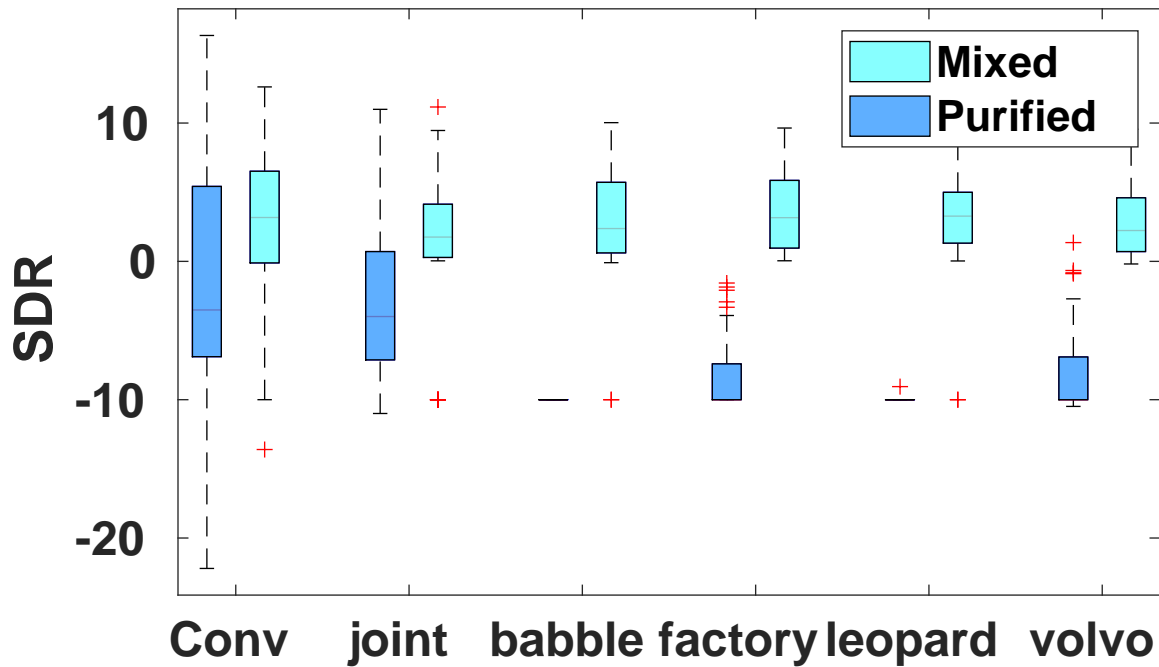 Mixed
Purified
10
0
-10
-20
SDR
Conv joint babble factory leopard volvo